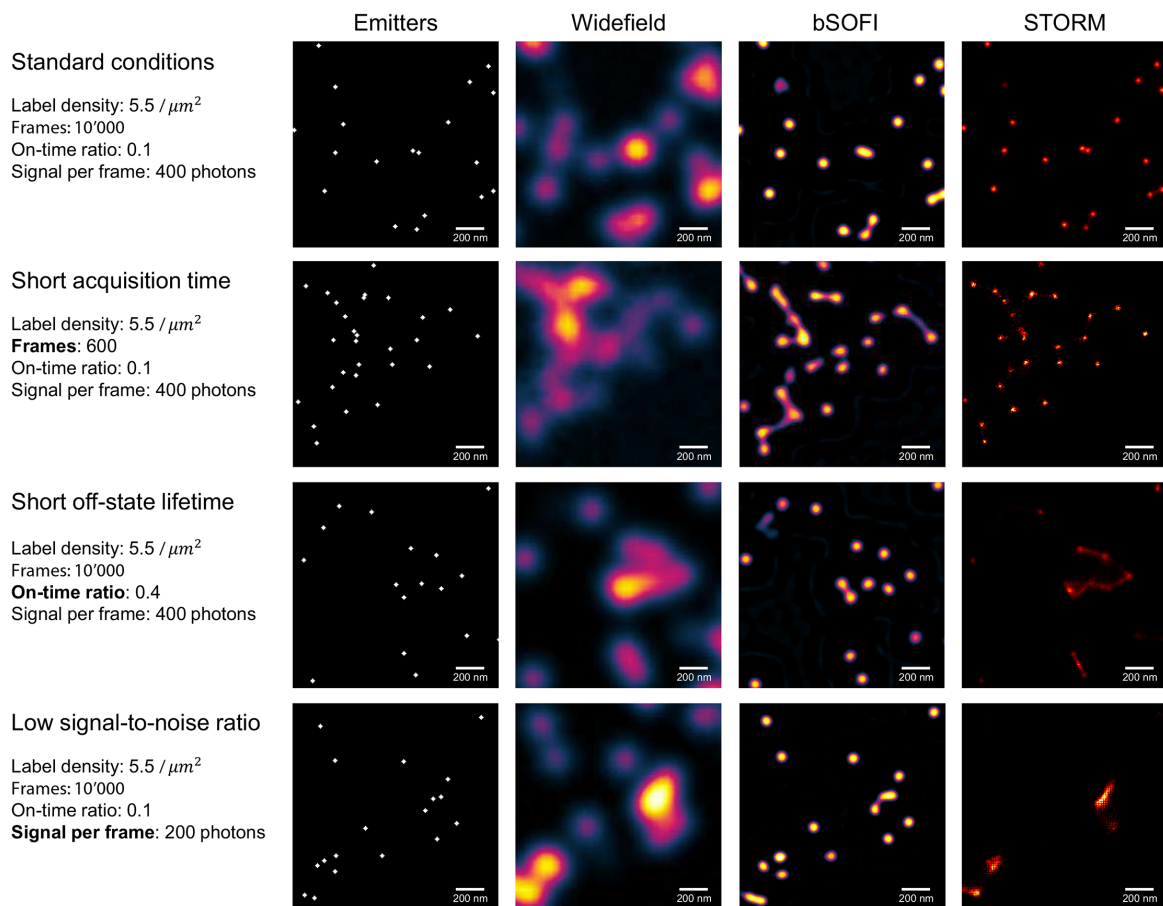 Emitters Widefield bSOFI STORM
Standard conditions
Label density: 5.5 / μm²
Frames: 10’000
On-time ratio: 0.1
Signal per frame: 400 photons
200 nm 200 nm 200 nm 200 nm
Short acquisition time
Label density: 5.5 / μm²
Frames: 600
On-time ratio: 0.1
Signal per frame: 400 photons
200 nm 200 nm 200 nm 200 nm
Short off-state lifetime
Label density: 5.5 / μm²
Frames: 10’000
On-time ratio: 0.4
Signal per frame: 400 photons
200 nm 200 nm 200 nm 200 nm
Low signal-to-noise ratio
Label density: 5.5 / μm²
Frames: 10’000
On-time ratio: 0.1
Signal per frame: 200 photons
200 nm 200 nm 200 nm 200 nm